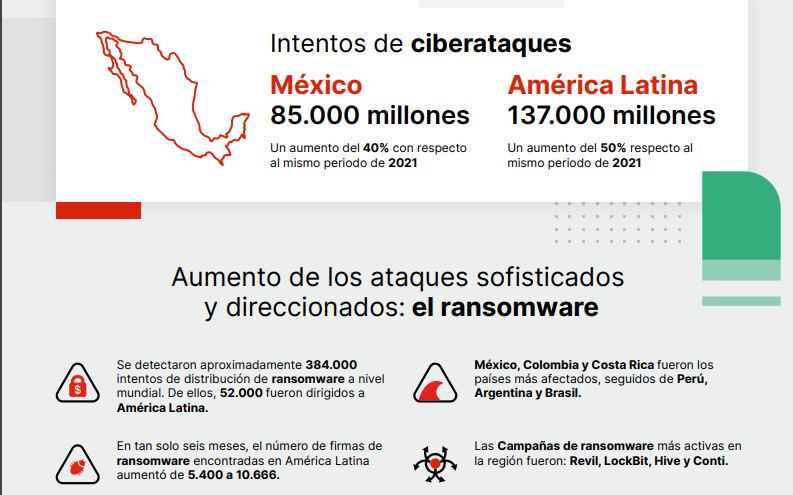 Intentos de ciberataques
México
85.000 millones
Un aumento del 40% con respecto
al mismo periodo de 2021
América Latina
137.000 millones
Un aumento del 50% respecto al
mismo periodo de 2021
Aumento de los ataques sofisticados
y direccionados: el ransomware
Se detectaron aproximadamente 384.000
intentos de distribución de ransomware a nivel
mundial. De ellos, 52.000 fueron dirigidos a
América Latina.
México, Colombia y Costa Rica fueron los
países más afectados, seguidos de Perú,
Argentina y Brasil.
En tan solo seis meses, el número de firmas de
ransomware encontradas en América Latina
aumentó de 5.400 a 10.666.
Las Campañas de ransomware más activas en
la región fueron: Revil, LockBit, Hive y Conti.
$